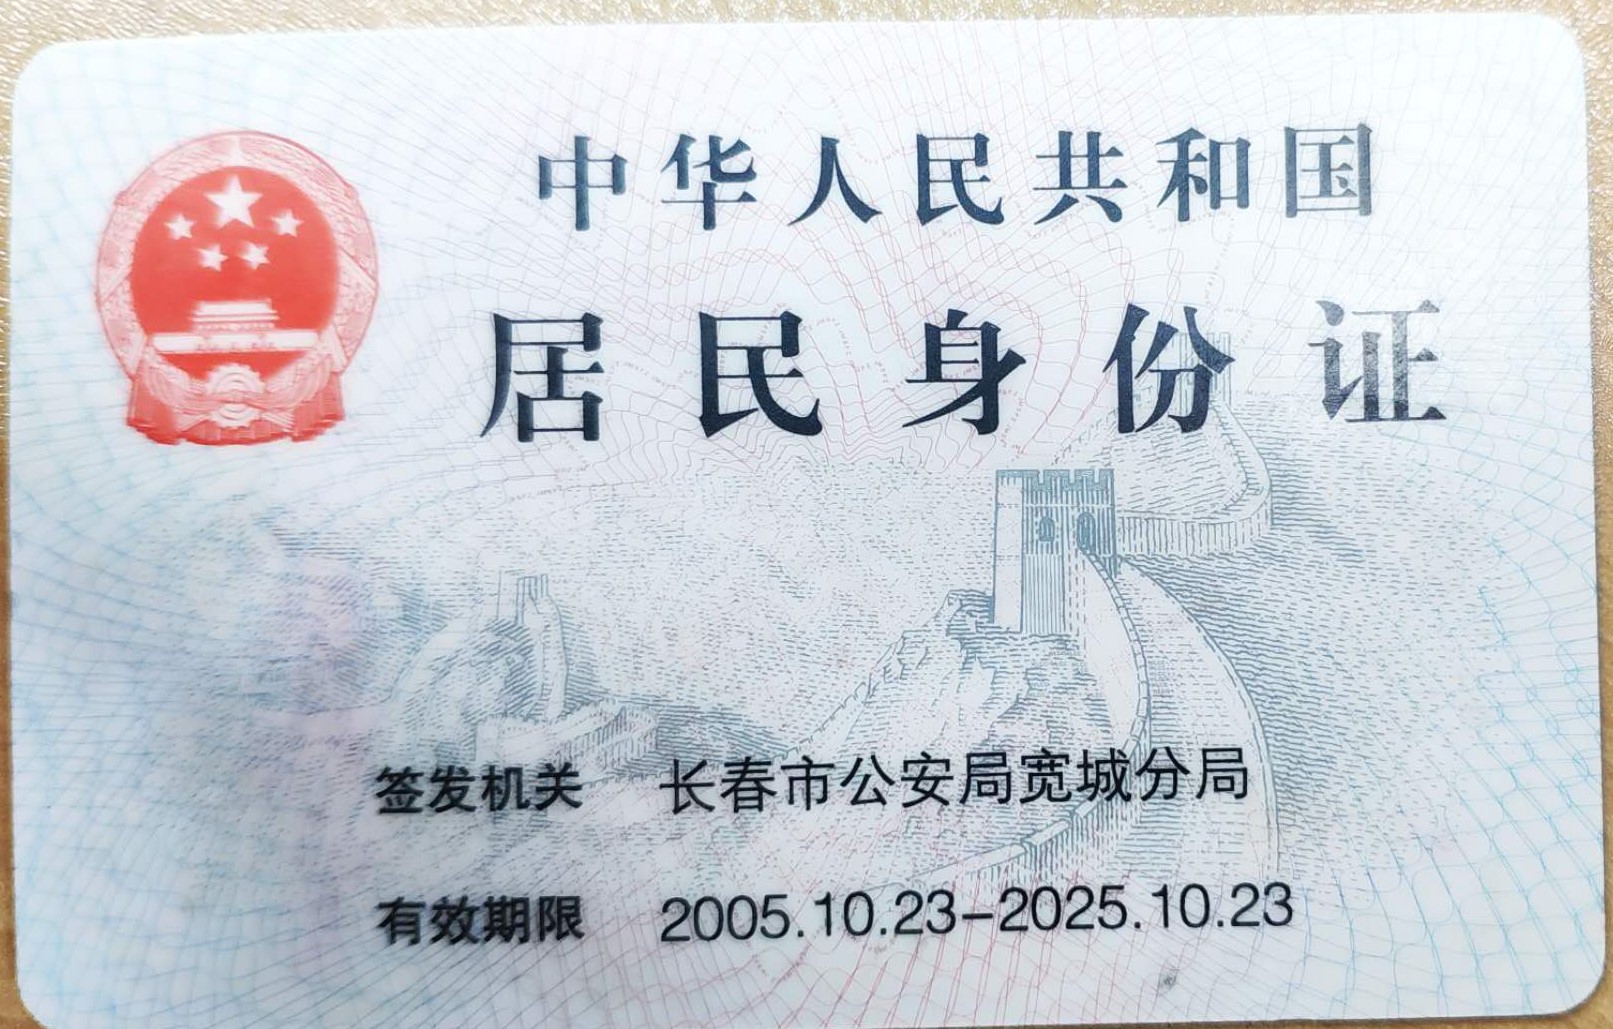 中华人民共和国
居民身份证
签发机关 长春市公安局宽城分局
有效期限 2005.10.23-2025.10.23